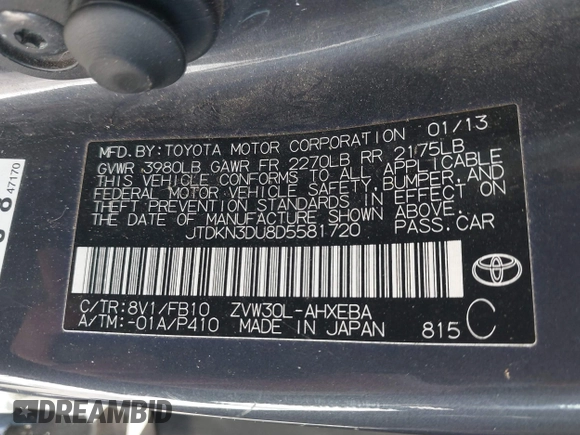 MFD.BY:TOYOTA MOTOR CORPORATION 01/13
GVWR 3980LB GAWR FR 2270LB RR 2175LB
THIS VEHICLE CONFORMS TO ALL APPLICABLE
FEDERAL MOTOR VEHICLE SAFETY, BUMPER, AND
THEFT PREVENTION STANDARDS IN EFFECT ON
THE DATE OF MANUFACTURE SHOWN ABOVE.
JTDKN3DU8D5581720 PASS.CAR
C/TR:8V1/FB10 ZVW30L-AHXEBA
A/TM:-01A/P410 MADE IN JAPAN 815 C
47170
DREAMBID